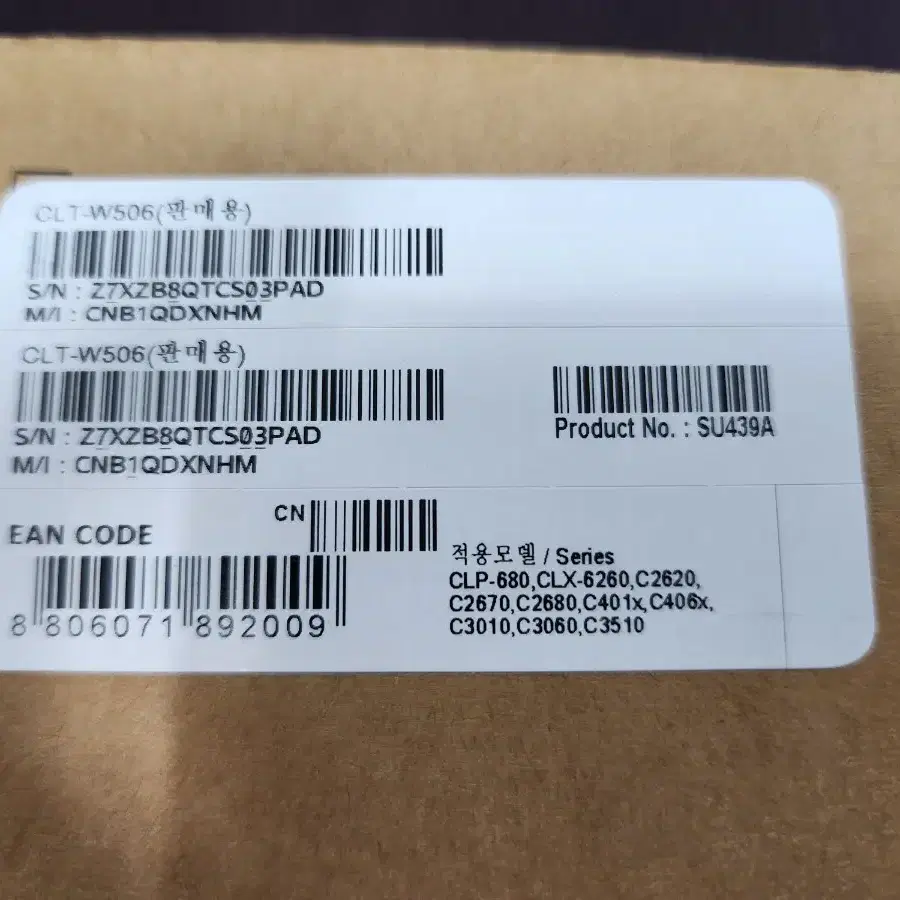 CLT-W506(판매용)
S/N : Z7XZB8QTCS03PAD
M/I : CNB1QDXNHM
CLT-W506(판매용)
S/N : Z7XZB8QTCS03PAD
M/I : CNB1QDXNHM
Product No. : SU439A
CN
EAN CODE
8 806071 892009
적용모델 / Series
CLP-680,CLX-6260,C2620,
C2670,C2680,C401x,C406x,
C3010,C3060,C3510